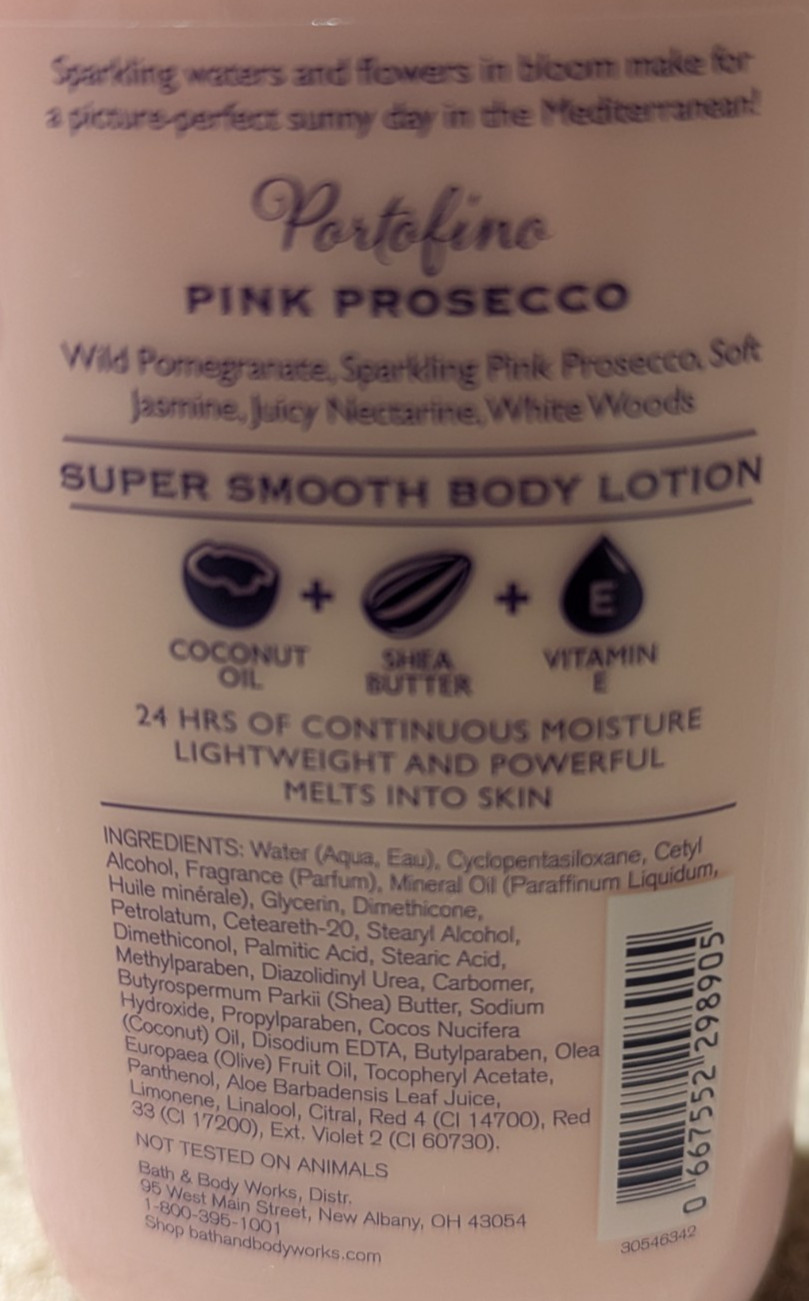 Sparkling waters and flowers in bloom make for
a picture-perfect sunny day in the Mediterranean!
Portofino
PINK PROSECCO
Wild Pomegranate, Sparkling Pink Prosecco, Soft
Jasmine, Juicy Nectarine, White Woods
SUPER SMOOTH BODY LOTION
+ + E
COCONUT OIL
SHEA BUTTER
VITAMIN E
24 HRS OF CONTINUOUS MOISTURE
LIGHTWEIGHT AND POWERFUL
MELTS INTO SKIN
INGREDIENTS: Water (Aqua, Eau), Cyclopentasiloxane, Cetyl
Alcohol, Fragrance (Parfum), Mineral Oil (Paraffinum Liquidum,
Huile minérale), Glycerin, Dimethicone,
Petrolatum, Ceteareth-20, Stearyl Alcohol,
Dimethiconol, Palmitic Acid, Stearic Acid,
Methylparaben, Diazolidinyl Urea, Carbomer,
Butyrospermum Parkii (Shea) Butter, Sodium
Hydroxide, Propylparaben, Cocos Nucifera
(Coconut) Oil, Disodium EDTA, Butylparaben, Olea
Europaea (Olive) Fruit Oil, Tocopheryl Acetate,
Panthenol, Aloe Barbadensis Leaf Juice,
Limonene, Linalool, Citral, Red 4 (CI 14700), Red
33 (CI 17200), Ext. Violet 2 (CI 60730).
NOT TESTED ON ANIMALS
Bath & Body Works, Distr.
95 West Main Street, New Albany, OH 43054
1-800-395-1001
Shop bathandbodyworks.com
0 667552 298905
30546342